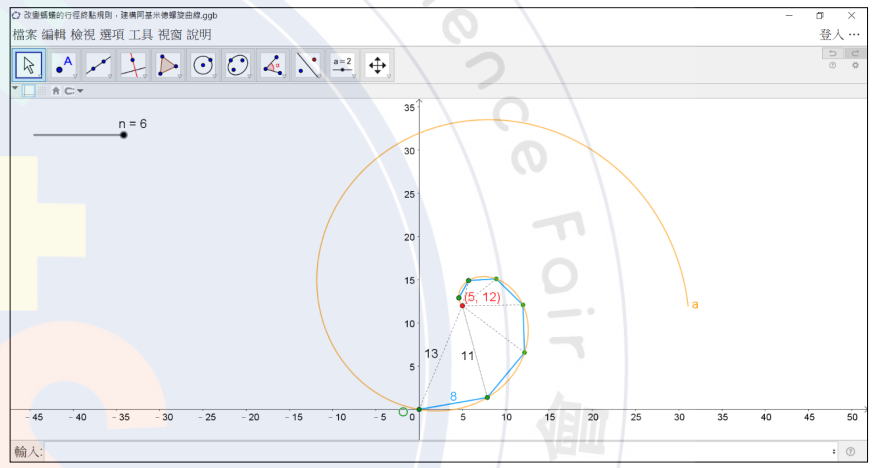 改變螞蟻的行徑終點規則，建構阿基米德螺旋曲線.ggb
檔案 編輯 檢視 選項 工具 視窗 說明
登入
A
a=2
n = 6
35
30
25
20
15
10
5
(5, 12)
a
13
11
8
O
-45 -40 -35 -30 -25 -20 -15 -10 -5 0 5 10 15 20 25 30 35 40 45 50
輸入:
ence Fair